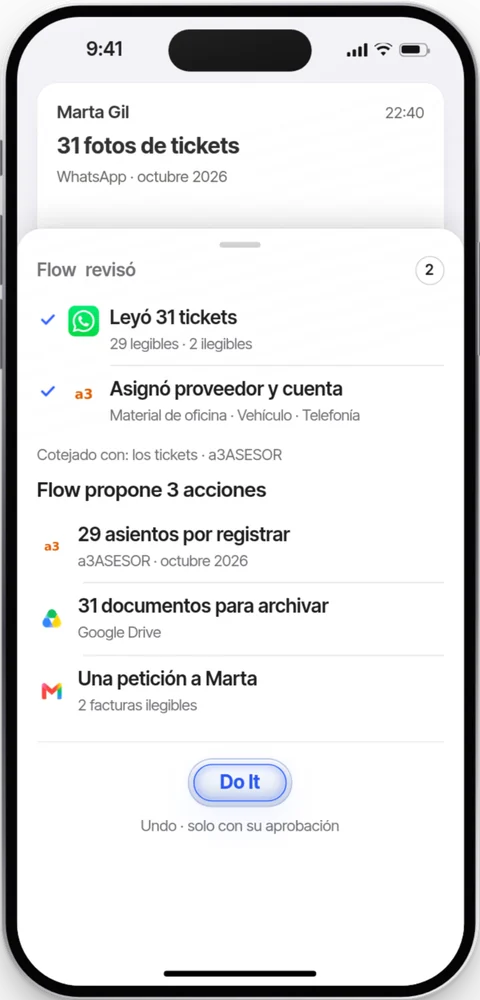 9:41
Marta Gil
22:40
31 fotos de tickets
WhatsApp · octubre 2026
Flow revisó
2
Leyó 31 tickets
29 legibles · 2 ilegibles
a3
Asignó proveedor y cuenta
Material de oficina · Vehículo · Telefonía
Cotejado con: los tickets · a3ASESOR
Flow propone 3 acciones
a3
29 asientos por registrar
a3ASESOR · octubre 2026
31 documentos para archivar
Google Drive
Una petición a Marta
2 facturas ilegibles
Do It
Undo · solo con su aprobación